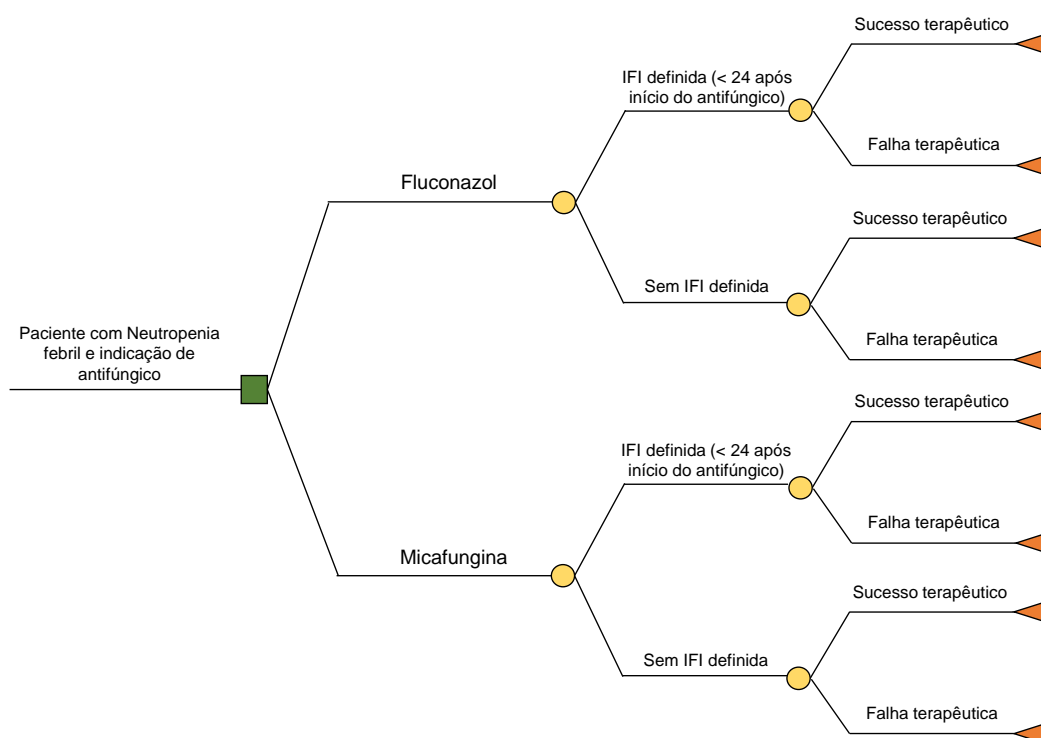 Sucesso terapêutico
IFI definida (< 24 após
início do antifúngico)
Falha terapêutica
Fluconazol
Sucesso terapêutico
Sem IFI definida
Falha terapêutica
Paciente com Neutropenia
febril e indicação de
antifúngico
Sucesso terapêutico
IFI definida (< 24 após
início do antifúngico)
Falha terapêutica
Micafungina
Sucesso terapêutico
Sem IFI definida
Falha terapêutica